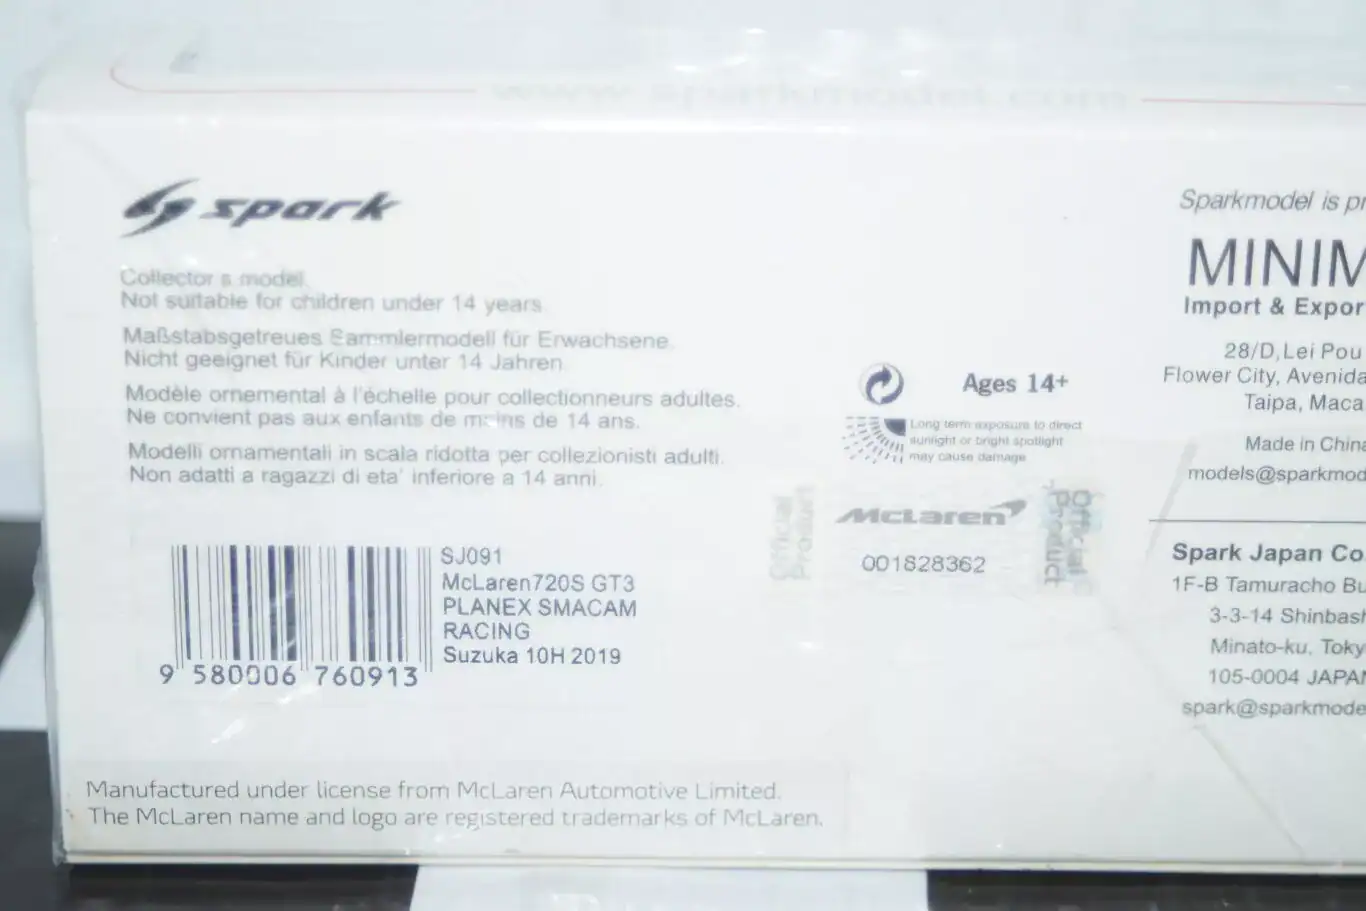 www.sparkmodel.com
spark
Collector s model
Not suitable for children under 14 years
Maßstabsgetreues Sammlermodell für Erwachsene.
Nicht geeignet für Kinder unter 14 Jahren
Modèle ornemental à l'échelle pour collectionneurs adultes.
Ne convient pas aux enfants de moins de 14 ans.
Modelli ornamentali in scala ridotta per collezionisti adulti.
Non adatti a ragazzi di eta' inferiore a 14 anni.
SJ091
McLaren720S GT3
PLANEX SMACAM
RACING
Suzuka 10H 2019
9 580006 760913
Manufactured under license from McLaren Automotive Limited.
The McLaren name and logo are registered trademarks of McLaren.
Ages 14+
Long term exposure to direct
sunlight or bright spotlight
may cause damage
Official
Product
McLaren
001828362
Official
Product
Sparkmodel is pr
MINIM
Import & Expor
28/D,Lei Pou
Flower City, Avenida
Taipa, Maca
Made in China
models@sparkmod
Spark Japan Co.
1F-B Tamuracho Bu
3-3-14 Shinbash
Minato-ku, Toky
105-0004 JAPAN
spark@sparkmode